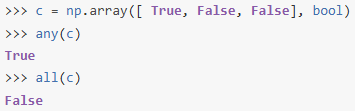 >>> c = np.array([ True, False, False], bool)
>>> any(c)
True
>>> all(c)
False